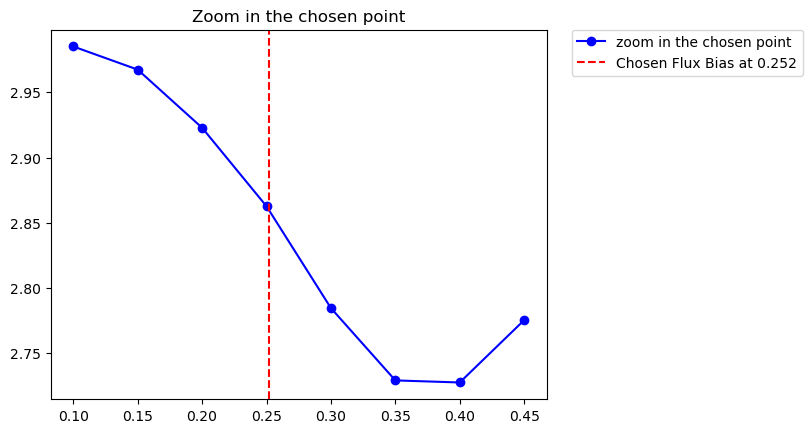 Zoom in the chosen point
zoom in the chosen point
Chosen Flux Bias at 0.252
2.95
2.90
2.85
2.80
2.75
0.10 0.15 0.20 0.25 0.30 0.35 0.40 0.45